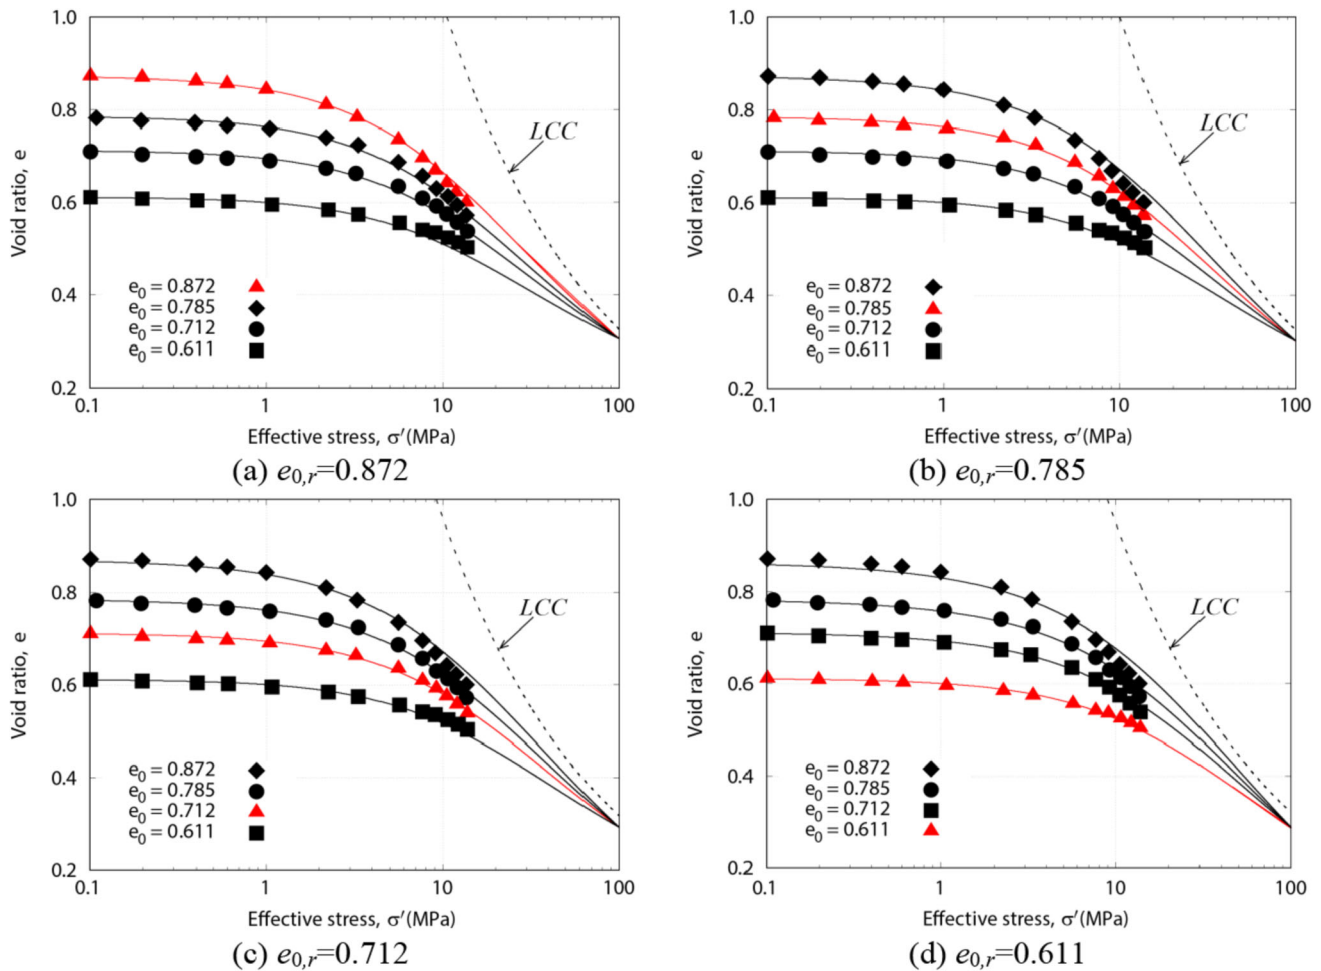 1.0
0.8
0.6
0.4
0.2
Void ratio, e
LCC
e0 = 0.872
e0 = 0.785
e0 = 0.712
e0 = 0.611
0.1 1 10 100
Effective stress, σ′(MPa)
(a) e0,r=0.872
1.0
0.8
0.6
0.4
0.2
Void ratio, e
LCC
e0 = 0.872
e0 = 0.785
e0 = 0.712
e0 = 0.611
0.1 1 10 100
Effective stress, σ′(MPa)
(b) e0,r=0.785
1.0
0.8
0.6
0.4
0.2
Void ratio, e
LCC
e0 = 0.872
e0 = 0.785
e0 = 0.712
e0 = 0.611
0.1 1 10 100
Effective stress, σ′(MPa)
(c) e0,r=0.712
1.0
0.8
0.6
0.4
0.2
Void ratio, e
LCC
e0 = 0.872
e0 = 0.785
e0 = 0.712
e0 = 0.611
0.1 1 10 100
Effective stress, σ′(MPa)
(d) e0,r=0.611